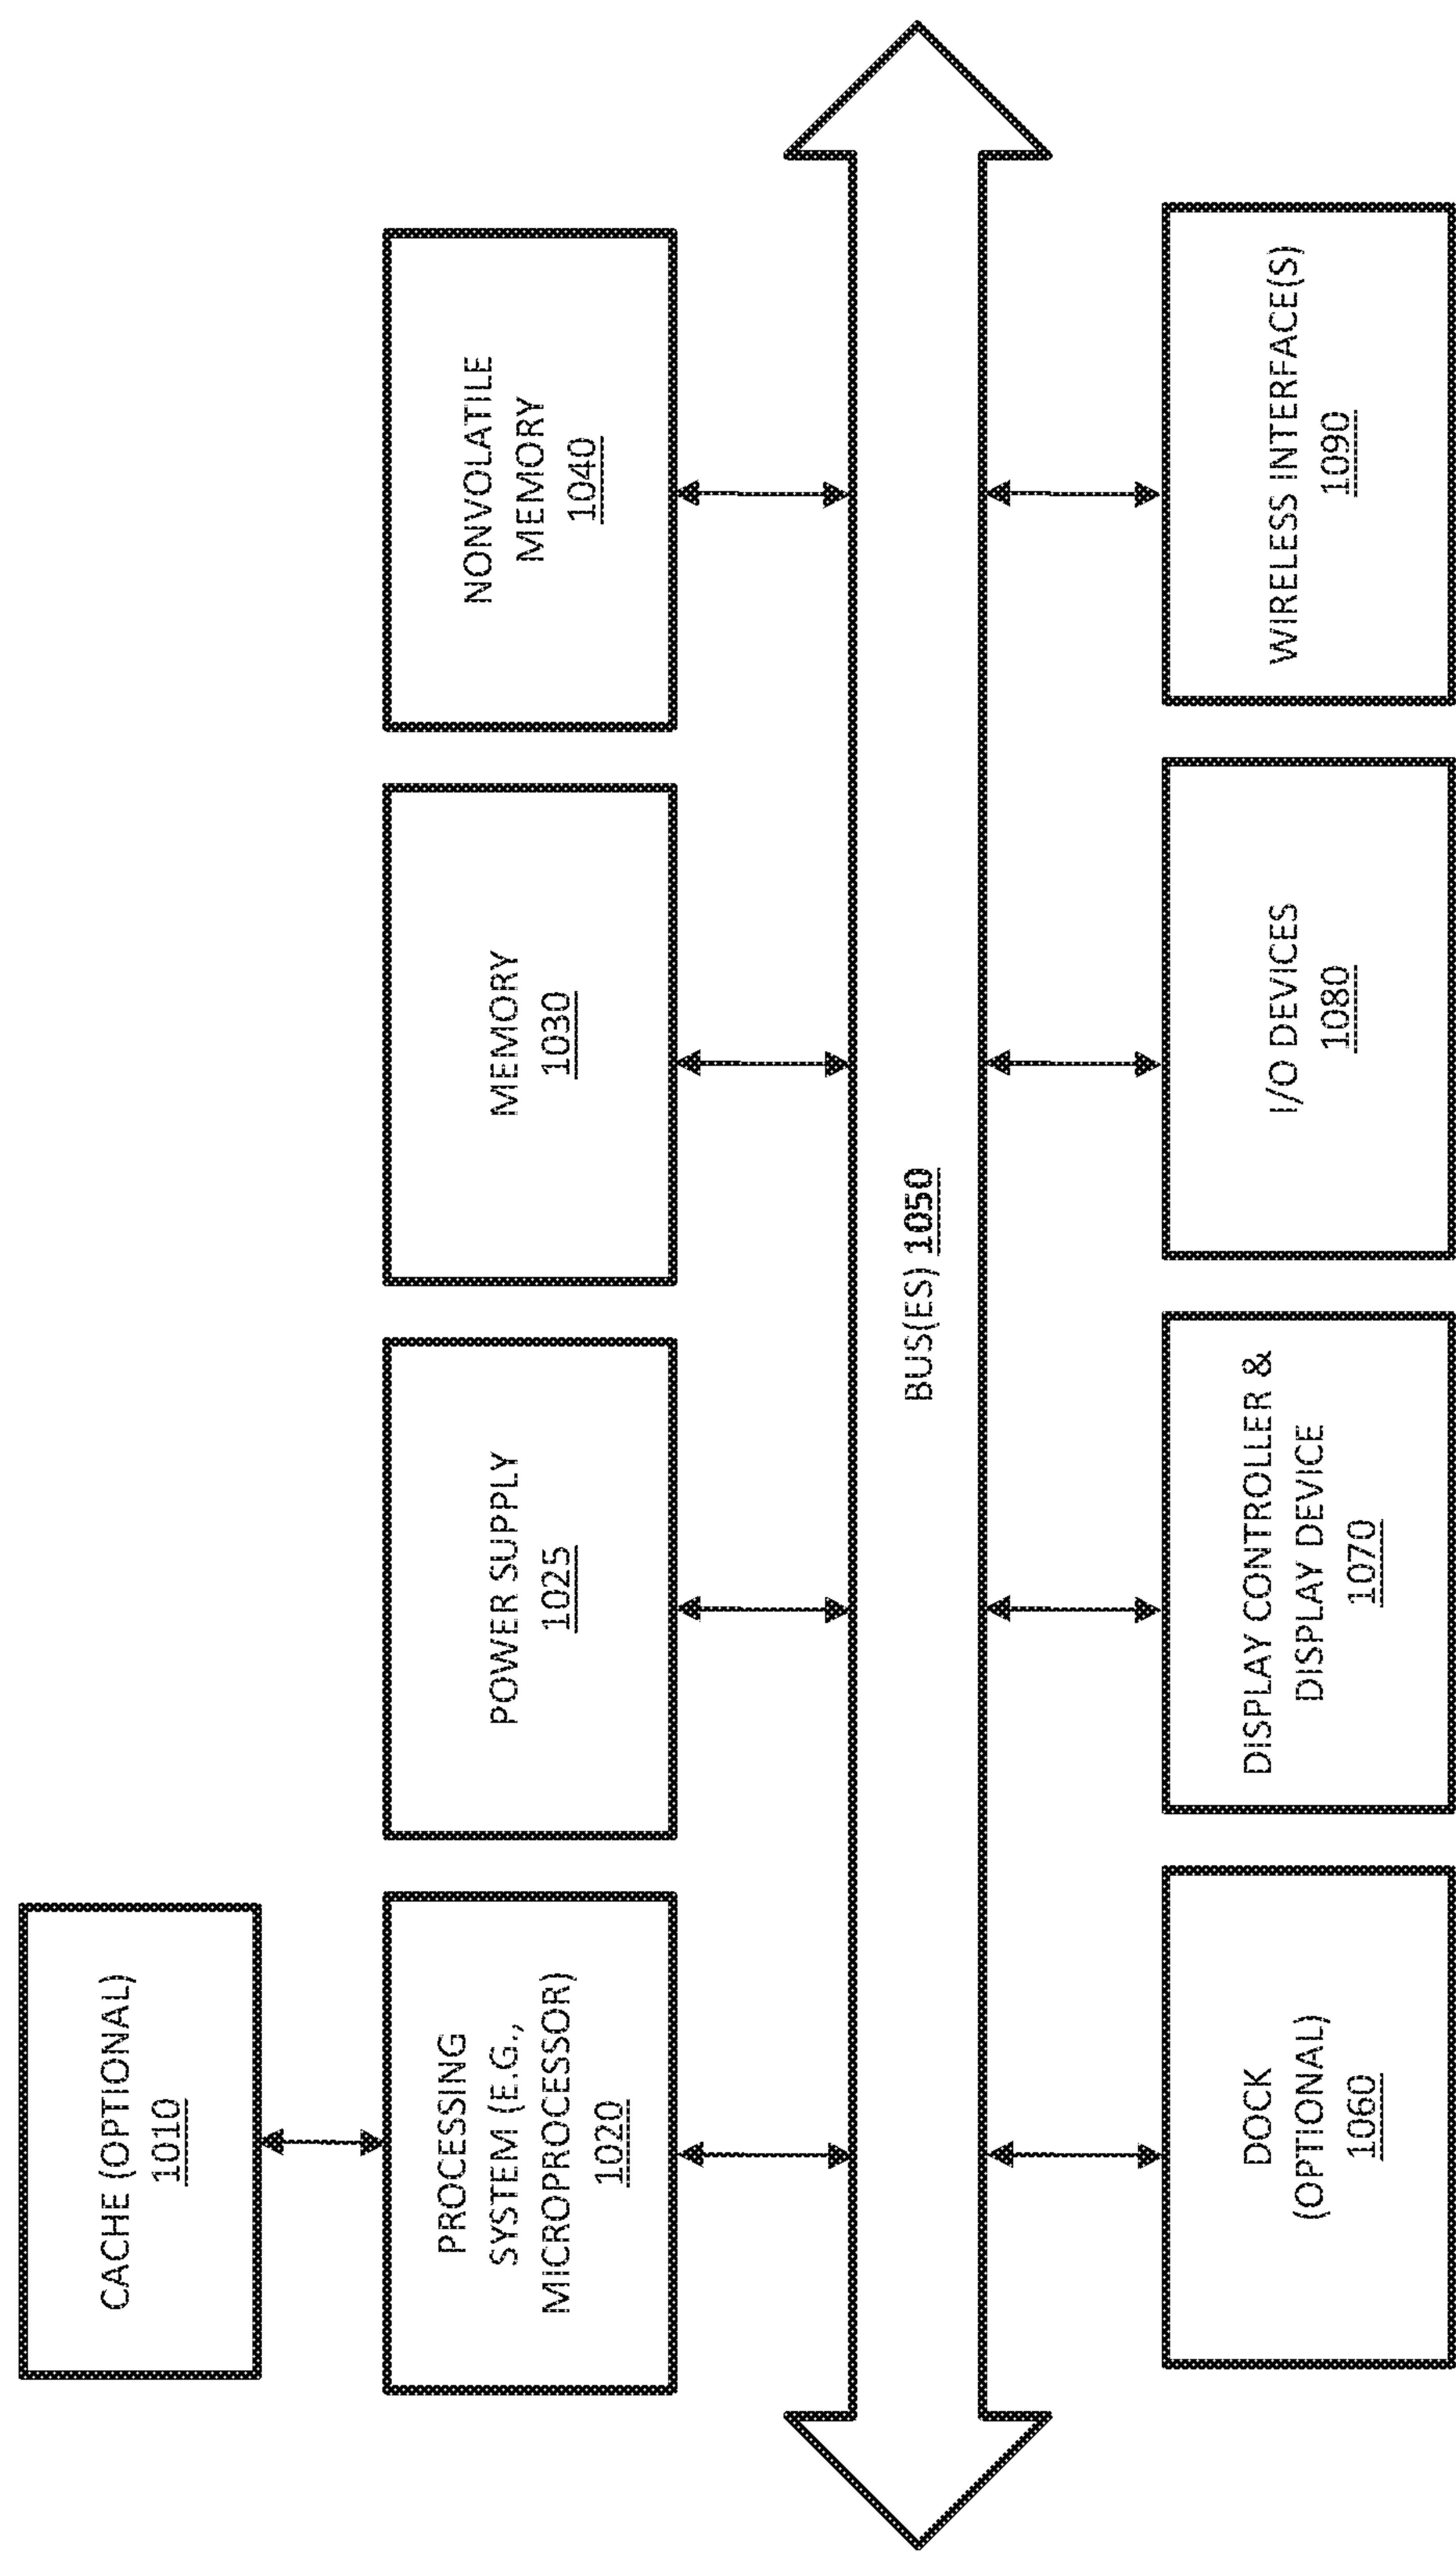 CACHE (OPTIONAL)
1010
PROCESSING
SYSTEM (E.G.,
MICROPROCESSOR)
1020
POWER SUPPLY
1025
MEMORY
1030
NONVOLATILE
MEMORY
1040
BUS(ES) 1050
DOCK
(OPTIONAL)
1060
DISPLAY CONTROLLER &
DISPLAY DEVICE
1070
I/O DEVICES
1080
WIRELESS INTERFACE(S)
1090